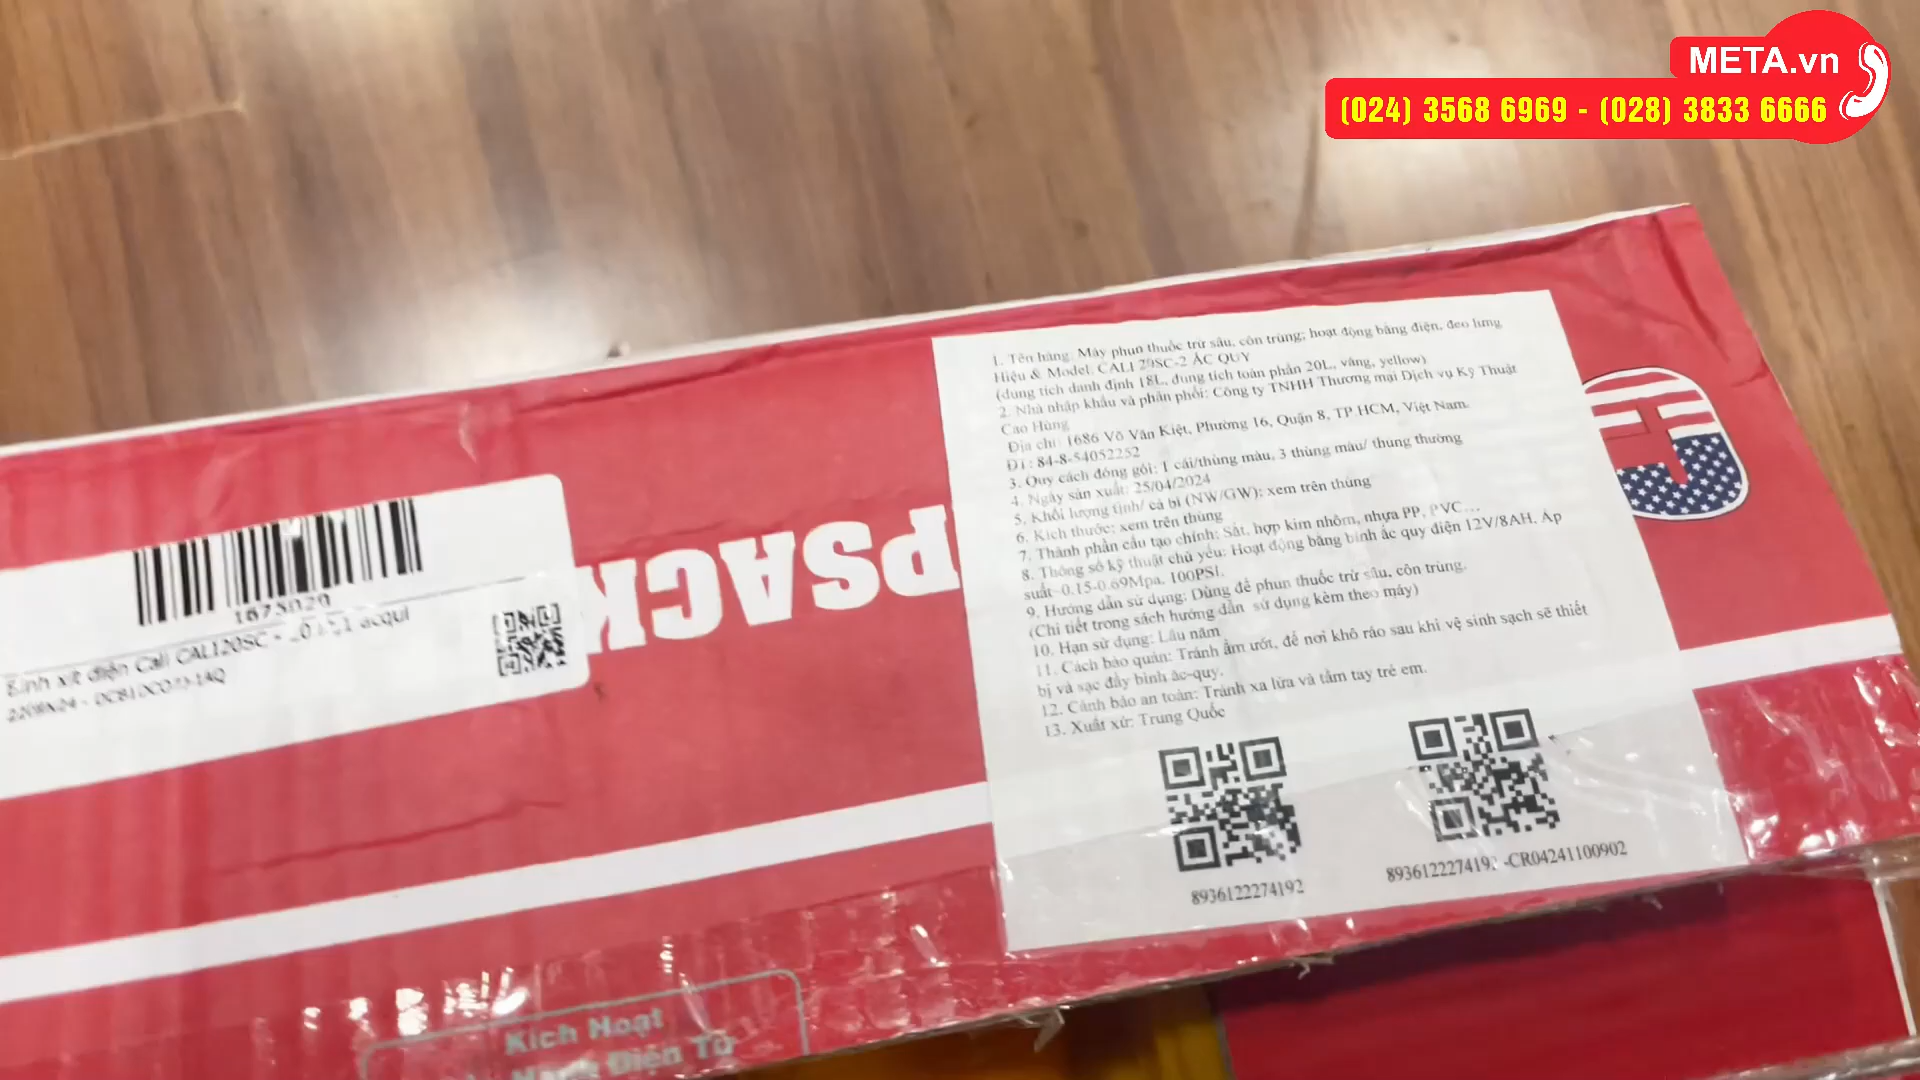 META.vn
(024) 3568 6969 - (028) 3833 6666
1. Tên hàng: Máy phun thuốc trừ sâu, côn trùng; hoạt động bằng điện, đeo lưng
Hiệu & Model: CALI 20SC-2 ẮC QUY
(dung tích danh định 18L, dung tích toàn phần 20L, vàng, yellow)
2. Nhà nhập khẩu và phân phối: Công ty TNHH Thương mại Dịch vụ Kỹ Thuật
Cao Hùng
Địa chỉ: 1686 Võ Văn Kiệt, Phường 16, Quận 8, TP HCM, Việt Nam.
ĐT: 84-8-54052252
3. Quy cách đóng gói: 1 cái/thùng màu, 3 thùng màu/ thung thường
4. Ngày sản xuất: 25/04/2024
5. Khối lượng tịnh/ cả bì (NW/GW): xem trên thùng
6. Kích thước: xem trên thùng
7. Thành phần cấu tạo chính: Sắt, hợp kim nhôm, nhựa PP, PVC…
8. Thông số kỹ thuật chủ yếu: Hoạt động bằng bình ắc quy điện 12V/8AH. Áp
suất~0.15-0.69Mpa. 100PSI.
9. Hướng dẫn sử dụng: Dùng để phun thuốc trừ sâu, côn trùng.
(Chi tiết trong sách hướng dẫn sử dụng kèm theo máy)
10. Hạn sử dụng: Lâu năm
11. Cách bảo quản: Tránh ẩm ướt, để nơi khô ráo sau khi vệ sinh sạch sẽ thiết
bị và sạc đầy bình ắc-quy.
12. Cảnh báo an toàn: Tránh xa lửa và tầm tay trẻ em.
13. Xuất xứ: Trung Quốc
8936122274192
-CR04241100902
1675020
Bình xịt điện Cali CALI20SC - acqui
PSACK
Kích Hoạt
Điện Tử